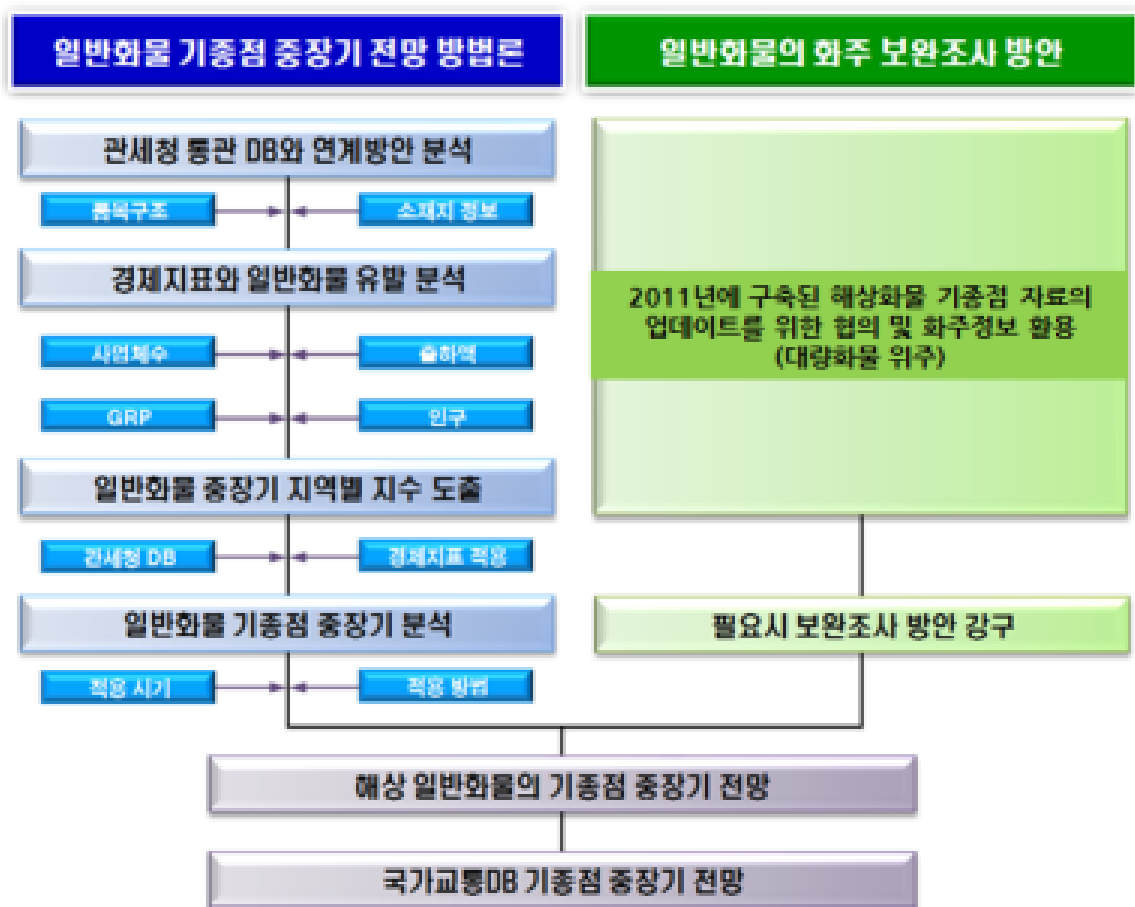 일반화물 기종점 중장기 전망 방법론
일반화물의 화주 보완조사 방안
관세청 통관 DB와 연계방안 분석
품목구조
소재지 정보
경제지표와 일반화물 유발 분석
사업체수
출하액
GRP
인구
일반화물 중장기 지역별 지수 도출
관세청 DB
경제지표 적용
일반화물 기종점 중장기 분석
적용 시기
적용 방법
2011년에 구축된 해상화물 기종점 자료의
업데이트를 위한 협의 및 화주정보 활용
(대량화물 위주)
필요시 보완조사 방안 강구
해상 일반화물의 기종점 중장기 전망
국가교통DB 기종점 중장기 전망